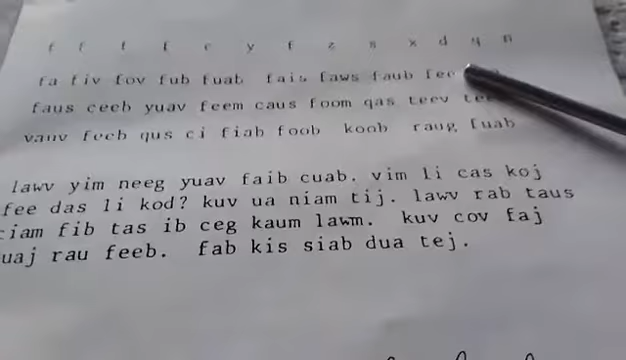 f f f f c y f z n x d q n
fa fiv fov fub fuab fais faws faub fee
faus ceeb yuav feem caus foom qas teev
vauv feeb qus ci fiab foob koob raug fuab
lawv yim neeg yuav faib cuab. vim li cas koj
fee das li kod? kuv ua niam tij. lawv rab taus
ciam fib tas ib ceg kaum lawm. kuv cov faj
uaj rau feeb. fab kis siab dua tej.